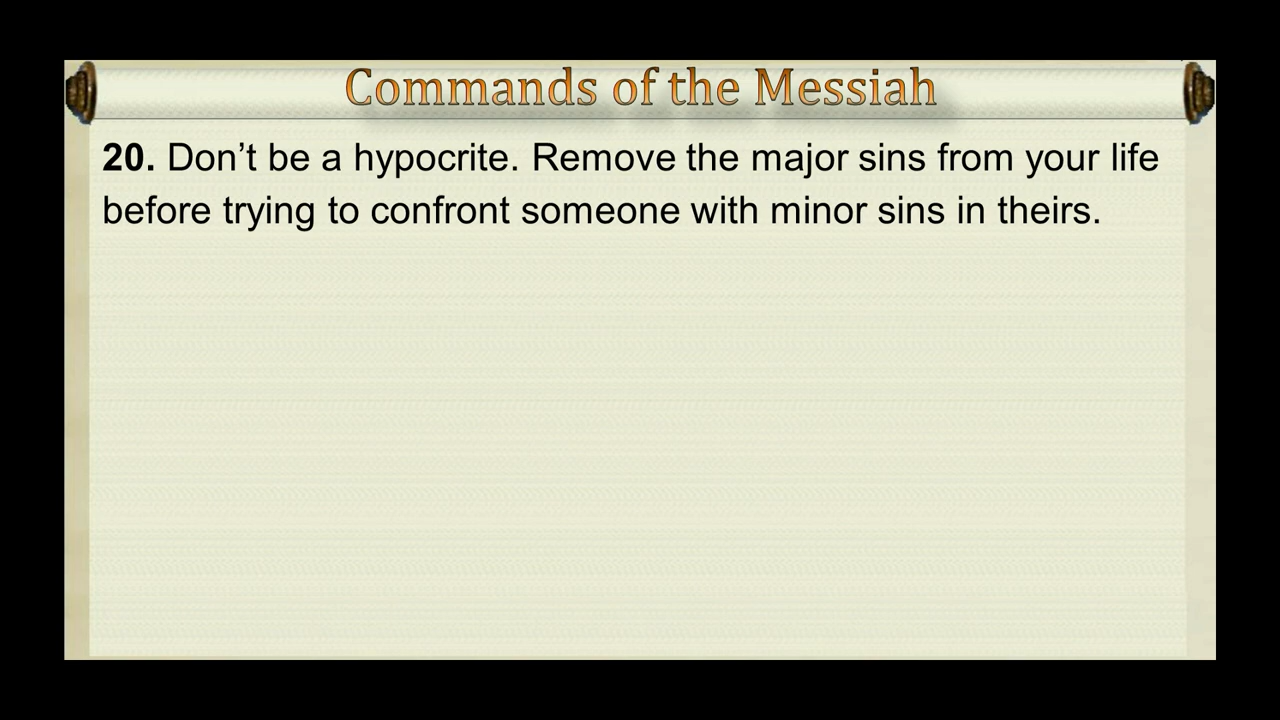 Commands of the Messiah
20. Don’t be a hypocrite. Remove the major sins from your life
before trying to confront someone with minor sins in theirs.